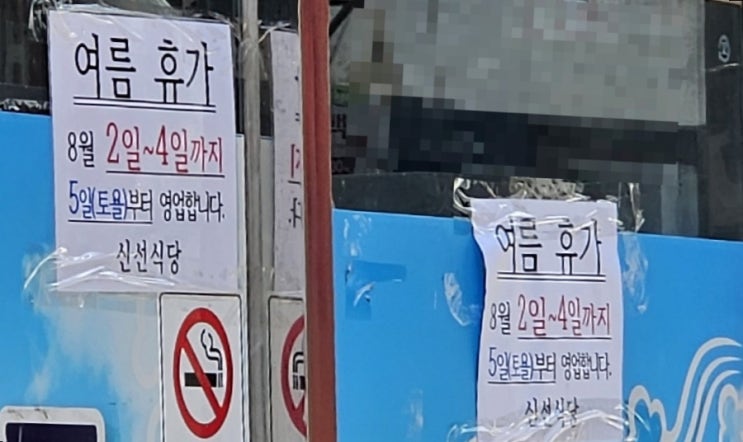 여름 휴가
8월 2일~4일까지
5일(토욜)부터 영업합니다.
신선식당
여름 휴가
8월 2일~4일까지
5일(토욜)부터 영업합니다.
신선식당